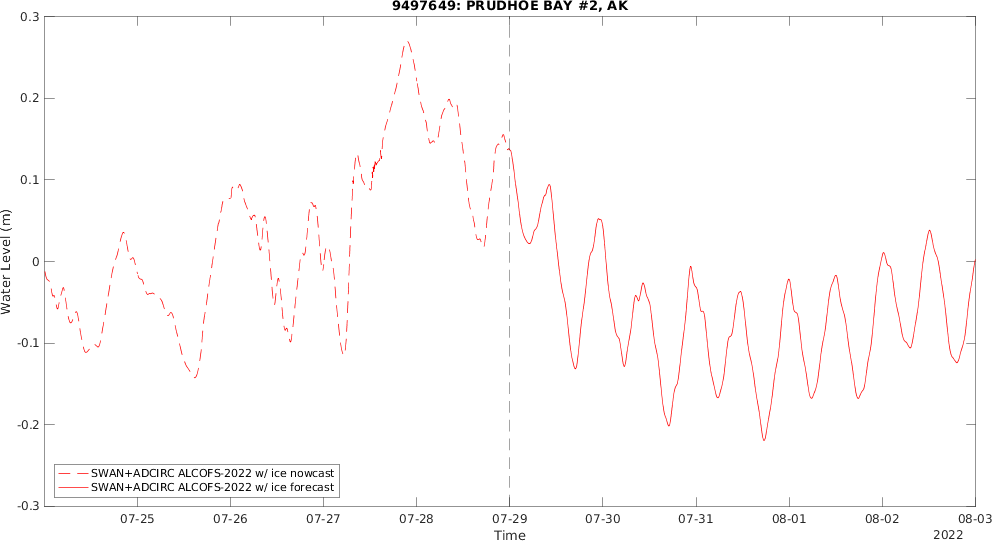 9497649: PRUDHOE BAY #2, AK
0.3
0.2
0.1
0
-0.1
-0.2
-0.3
Water Level (m)
SWAN+ADCIRC ALCOFS-2022 w/ ice nowcast
SWAN+ADCIRC ALCOFS-2022 w/ ice forecast
07-25 07-26 07-27 07-28 07-29 07-30 07-31 08-01 08-02 08-03
Time
2022